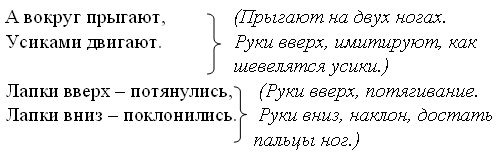 А вокруг прыгают, (Прыгают на двух ногах.
Усиками двигают. Руки вверх, имитируют, как
шевелятся усики.)
Лапки вверх – потянулись, (Руки вверх, потягивание.
Лапки вниз – поклонились. Руки вниз, наклон, достать
пальцы ног.)